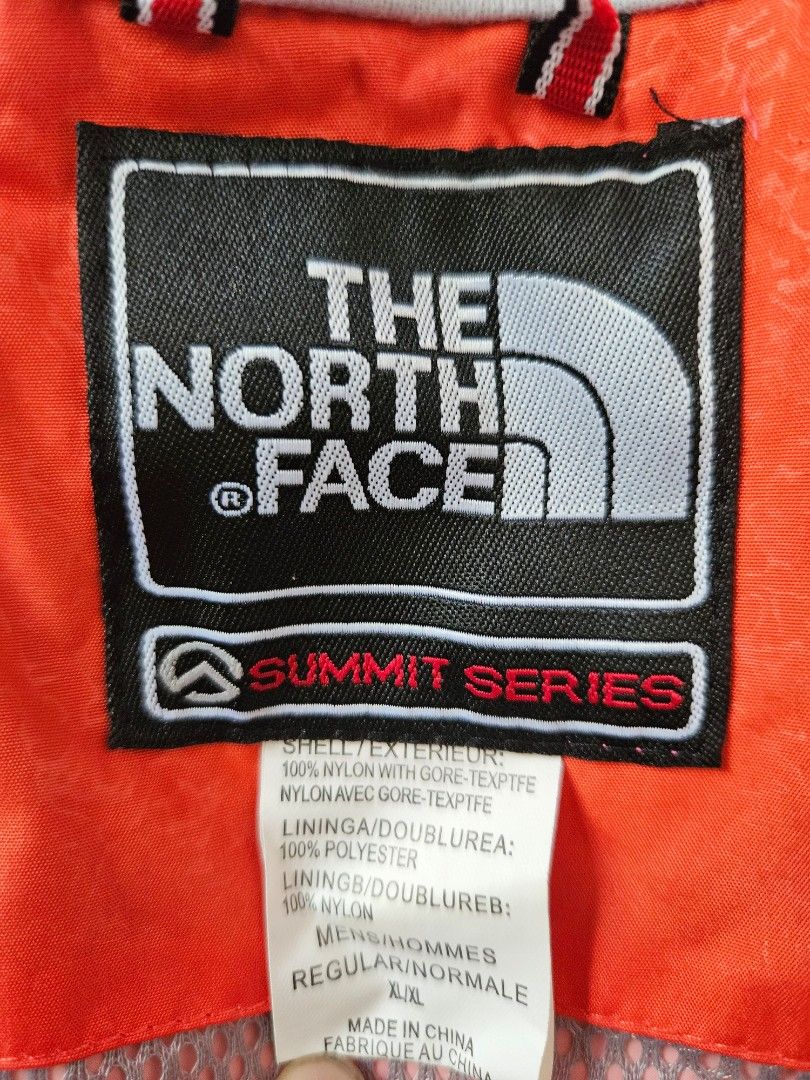 THE
NORTH
®FACE
SUMMIT SERIES
SHELL/EXTERIEUR:
100% NYLON WITH GORE-TEXPTFE
NYLON AVEC GORE-TEXPTFE
LININGA/DOUBLUREA:
100% POLYESTER
LININGB/DOUBLUREB:
100% NYLON
MENS/HOMMES
REGULAR/NORMALE
XL/XL
MADE IN CHINA
FABRIQUE AU CHINA